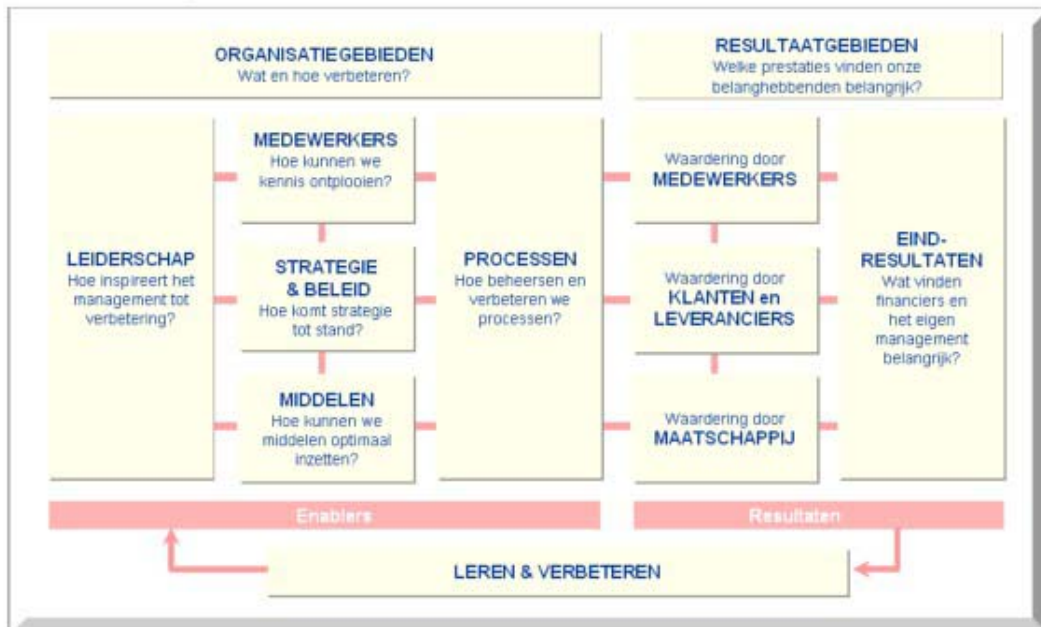 ORGANISATIEGEBIEDEN
Wat en hoe verbeteren?
RESULTAATGEBIEDEN
Welke prestaties vinden onze
belanghebbenden belangrijk?
LEIDERSCHAP
Hoe inspireert het
management tot
verbetering?
MEDEWERKERS
Hoe kunnen we
kennis ontplooien?
STRATEGIE
& BELEID
Hoe komt strategie
tot stand?
MIDDELEN
Hoe kunnen we
middelen optimaal
inzetten?
PROCESSEN
Hoe beheersen en
verbeteren we
processen?
Waardering door
MEDEWERKERS
Waardering door
KLANTEN en
LEVERANCIERS
Waardering door
MAATSCHAPPIJ
EIND-
RESULTATEN
Wat vinden
financiers en
het eigen
management
belangrijk?
Enablers
Resultaten
LEREN & VERBETEREN